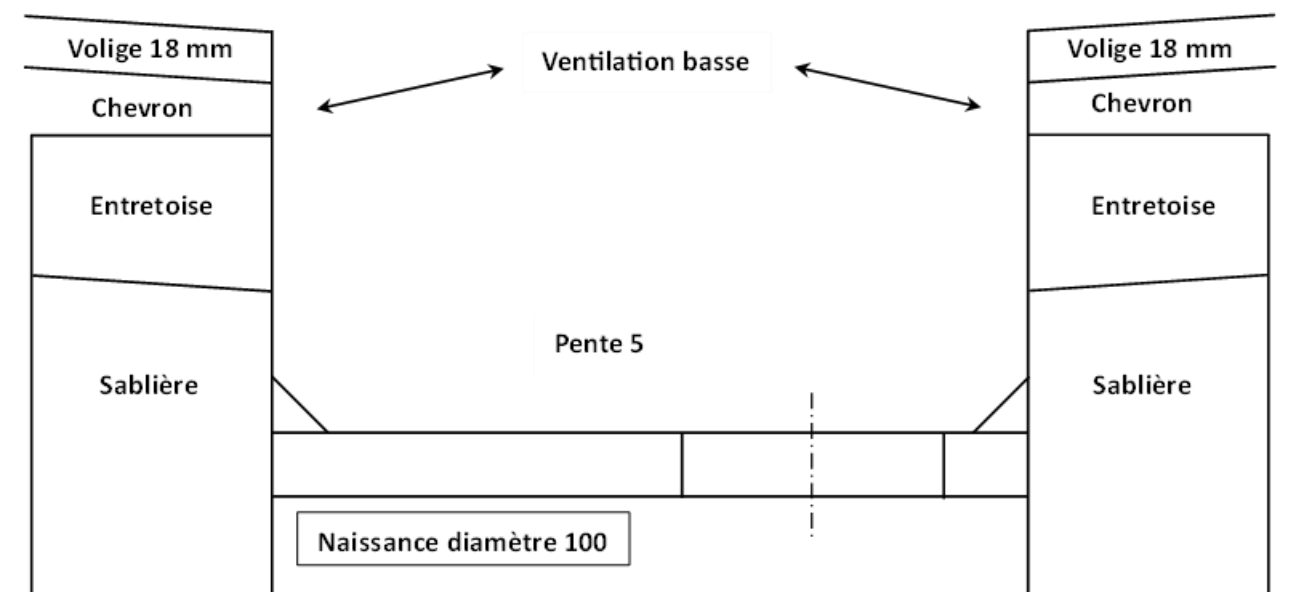 Volige 18 mm
Ventilation basse
Volige 18 mm
Chevron
Chevron
Entretoise
Entretoise
Pente 5
Sablière
Sablière
Naissance diamètre 100